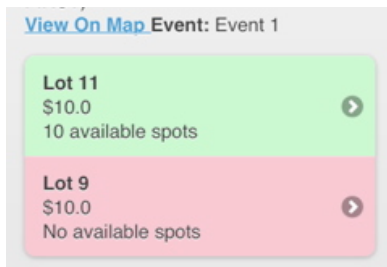 View On Map Event: Event 1
Lot 11
$10.0
10 available spots
Lot 9
$10.0
No available spots